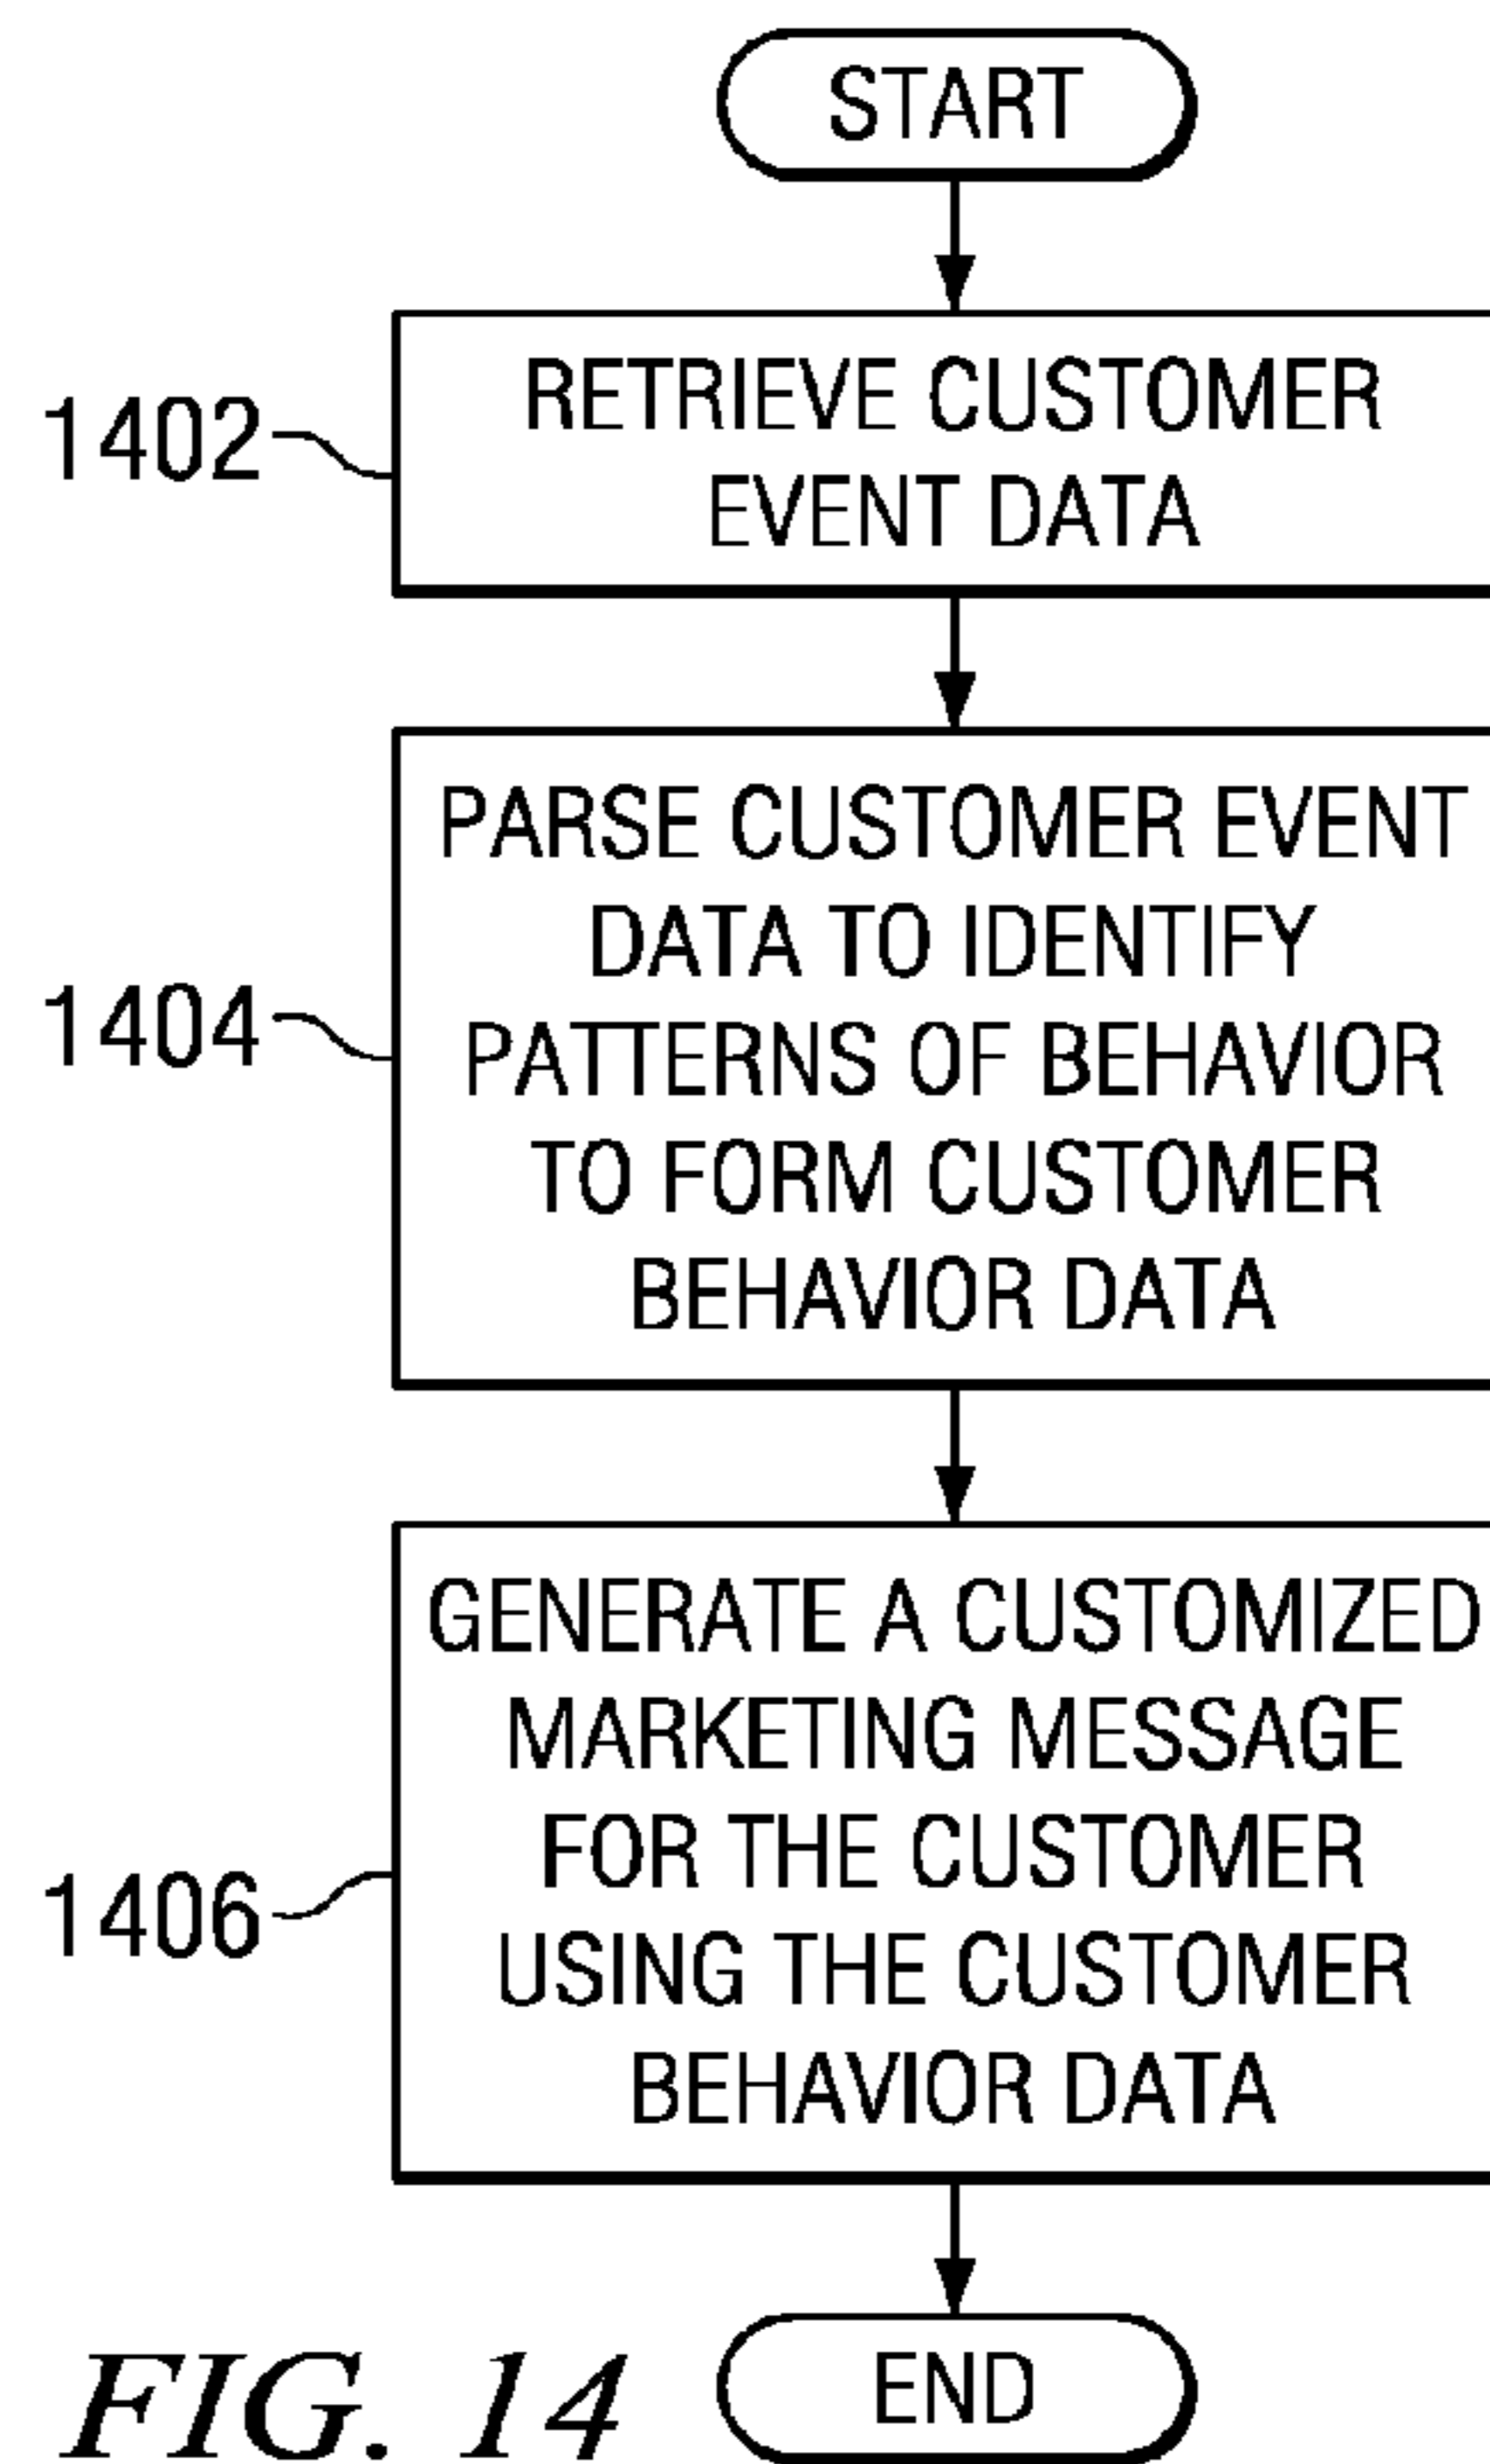 START
1402
RETRIEVE CUSTOMER
EVENT DATA
1404
PARSE CUSTOMER EVENT
DATA TO IDENTIFY
PATTERNS OF BEHAVIOR
TO FORM CUSTOMER
BEHAVIOR DATA
1406
GENERATE A CUSTOMIZED
MARKETING MESSAGE
FOR THE CUSTOMER
USING THE CUSTOMER
BEHAVIOR DATA
END
FIG. 14